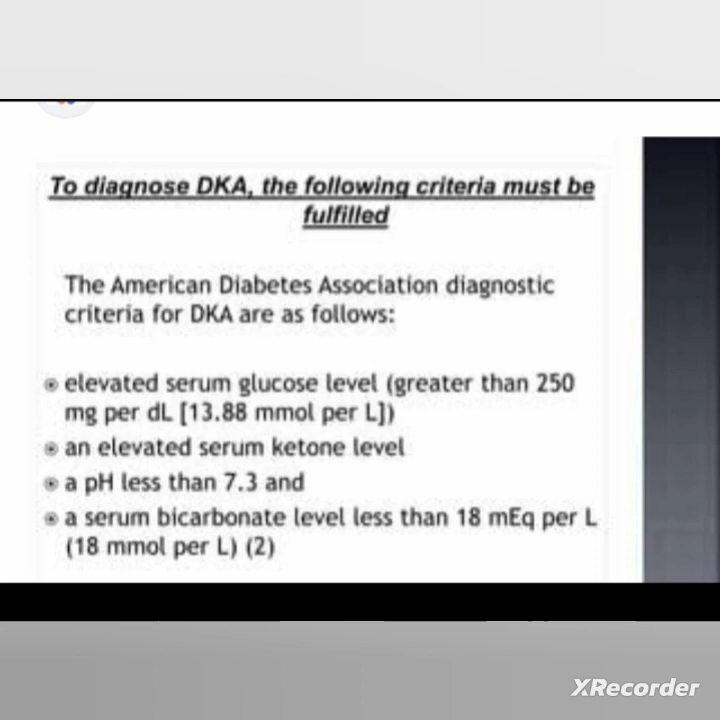 To diagnose DKA, the following criteria must be
fulfilled
The American Diabetes Association diagnostic
criteria for DKA are as follows:
elevated serum glucose level (greater than 250
mg per dL [13.88 mmol per L])
an elevated serum ketone level
a pH less than 7.3 and
a serum bicarbonate level less than 18 mEq per L
(18 mmol per L) (2)
XRecorder